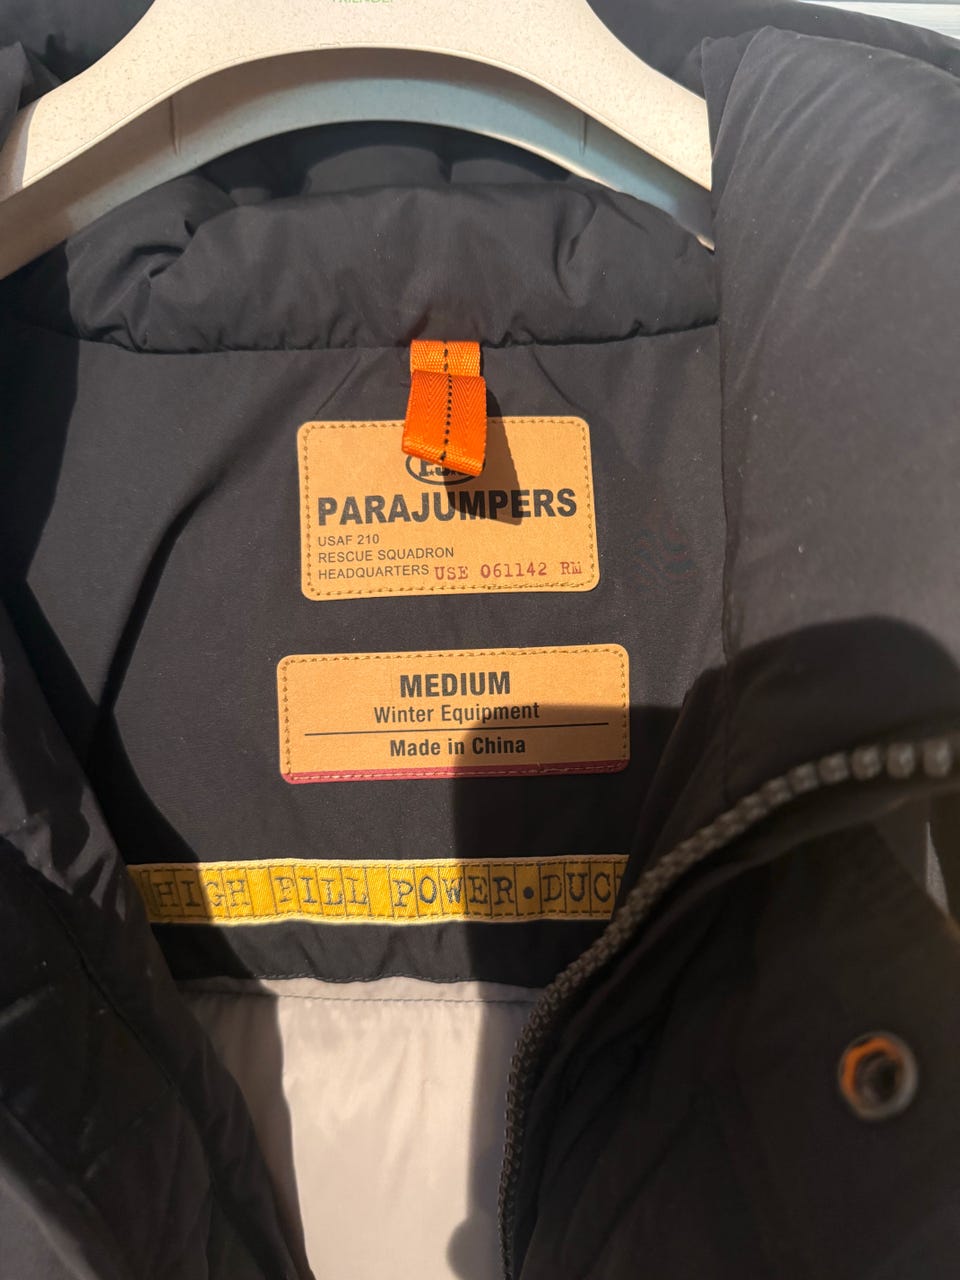 PARAJUMPERS
USAF 210
RESCUE SQUADRON
HEADQUARTERS USE 061142 RM
MEDIUM
Winter Equipment
Made in China
HIGH FILL POWER•DUC